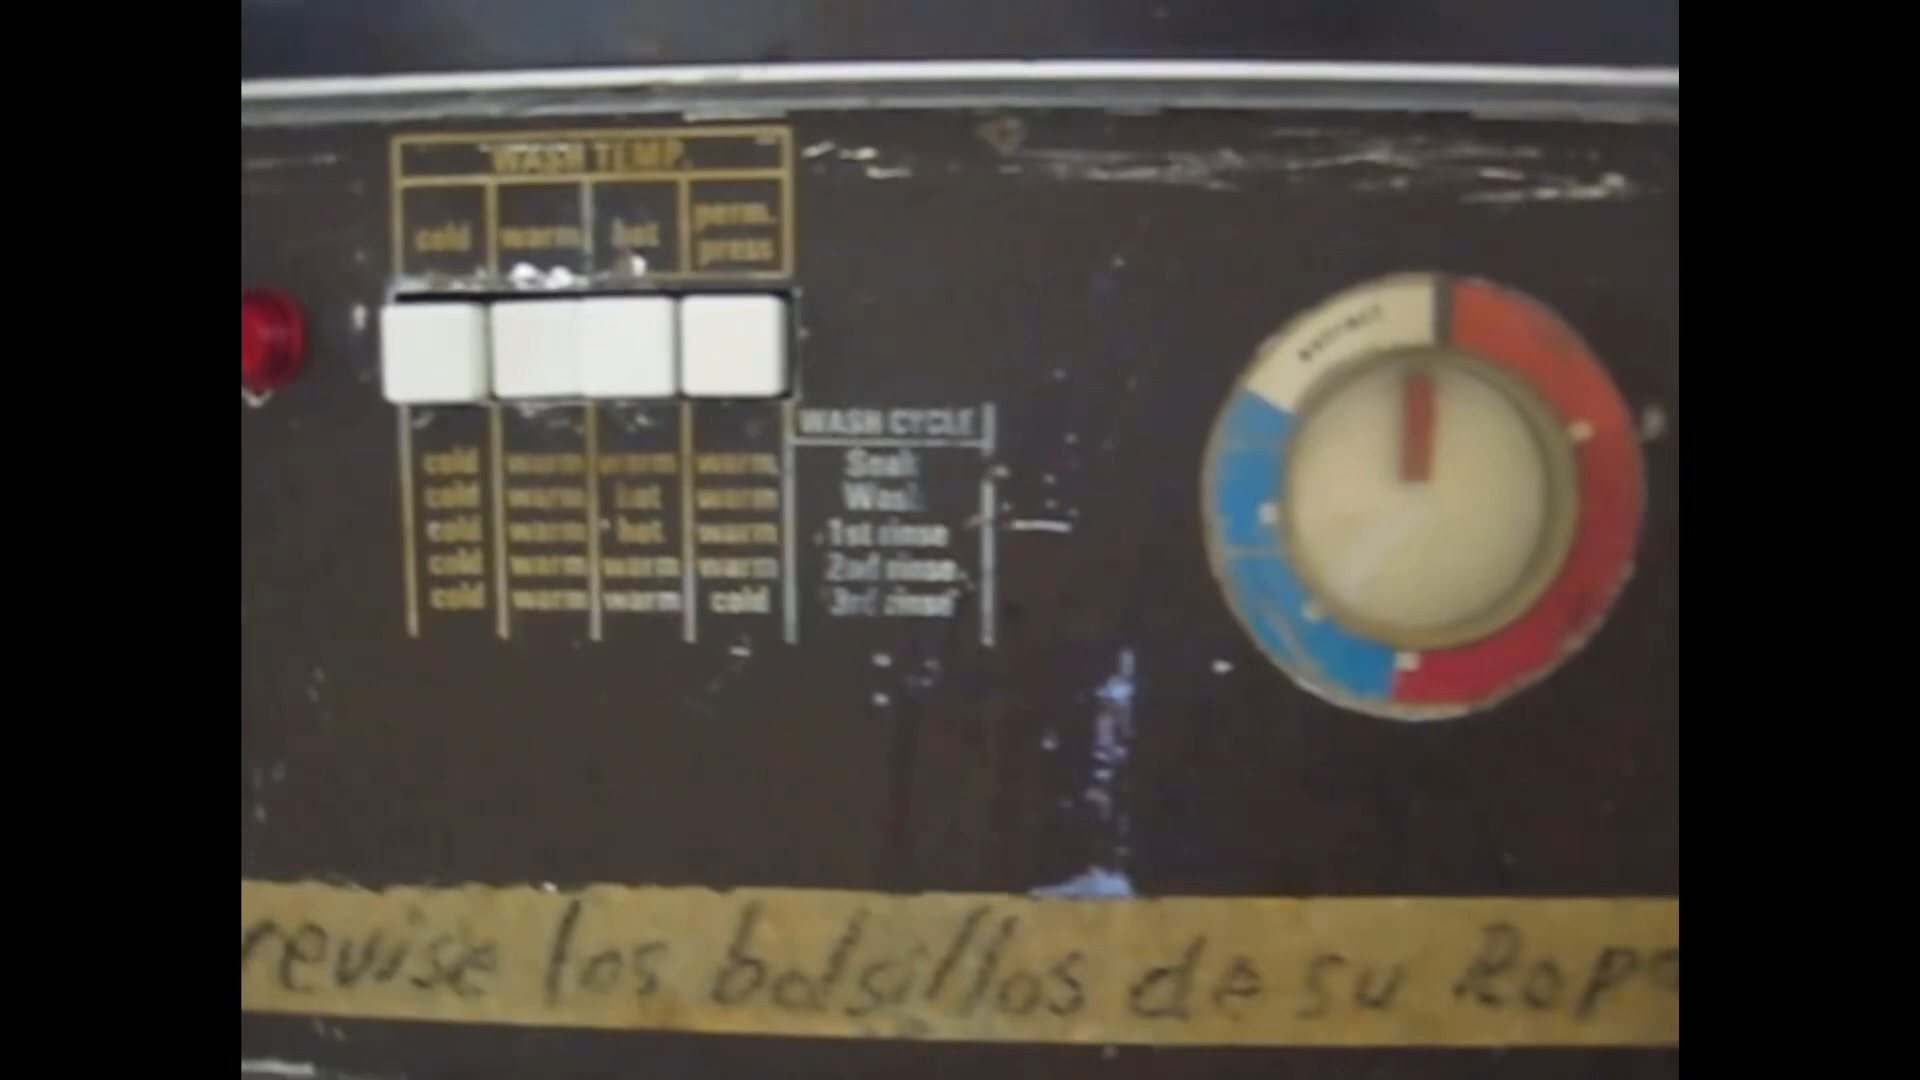 WASH TEMP.
cold warm hot perm. press
EXTRACT
WASH CYCLE
cold warm warm warm Soak
cold warm hot warm Wash
cold warm hot warm 1st rinse
cold warm warm warm 2nd rinse
cold warm warm cold 3rd rinse
revise los bolsillos de su Ropa